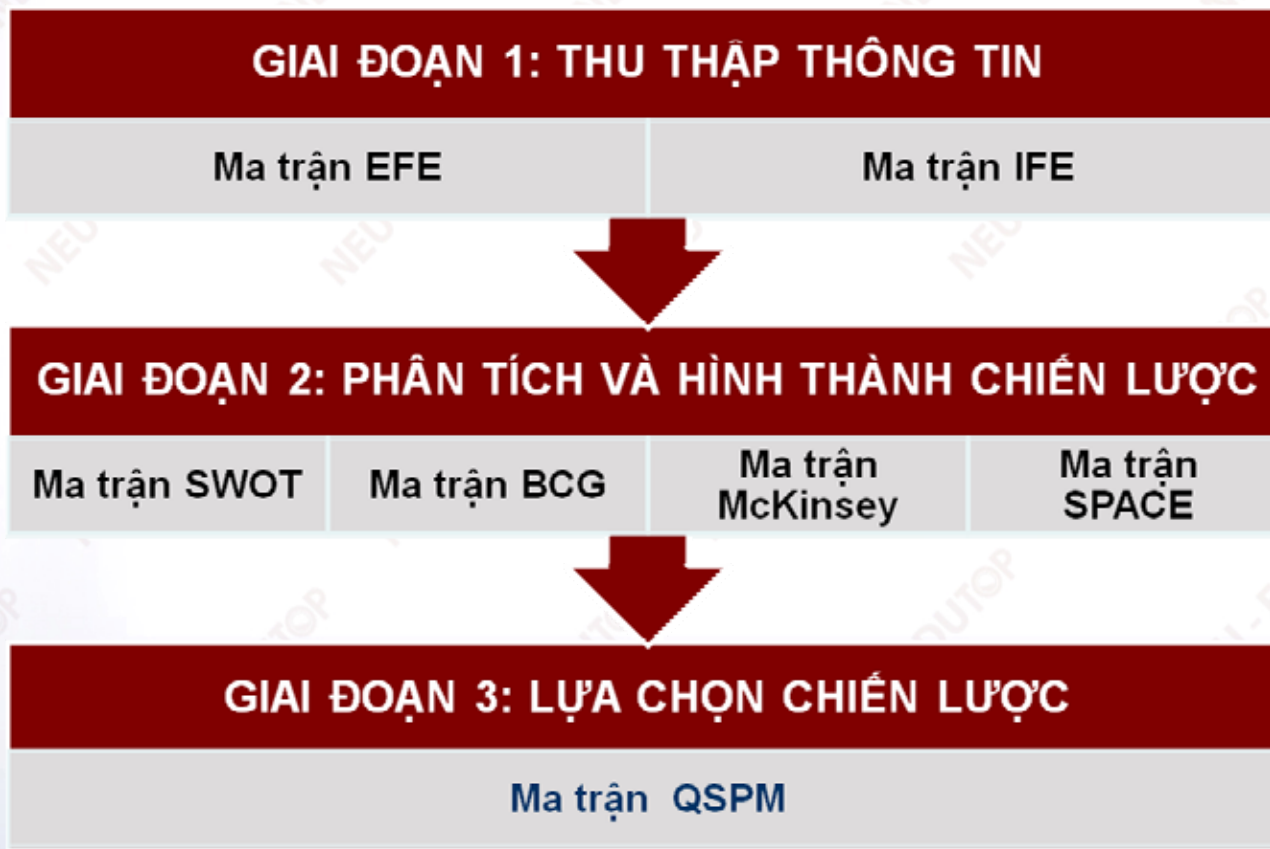 GIAI ĐOẠN 1: THU THẬP THÔNG TIN
Ma trận EFE
Ma trận IFE
GIAI ĐOẠN 2: PHÂN TÍCH VÀ HÌNH THÀNH CHIẾN LƯỢC
Ma trận SWOT
Ma trận BCG
Ma trận
McKinsey
Ma trận
SPACE
GIAI ĐOẠN 3: LỰA CHỌN CHIẾN LƯỢC
Ma trận QSPM